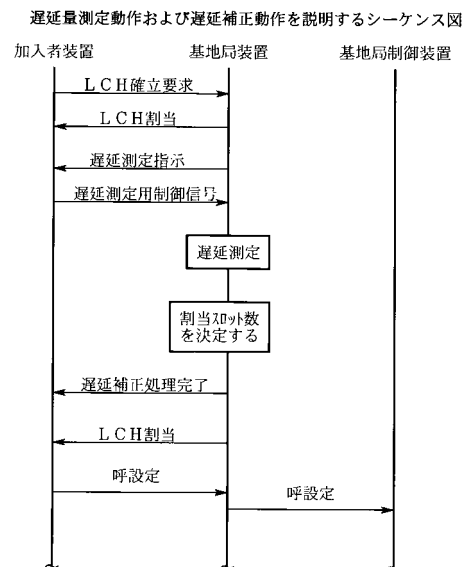 遅延量測定動作および遅延補正動作を説明するシーケンス図
加入者装置 基地局装置 基地局制御装置
LCH確立要求
LCH割当
遅延測定指示
遅延測定用制御信号
遅延測定
割当スロット数
を決定する
遅延補正処理完了
LCH割当
呼設定
呼設定